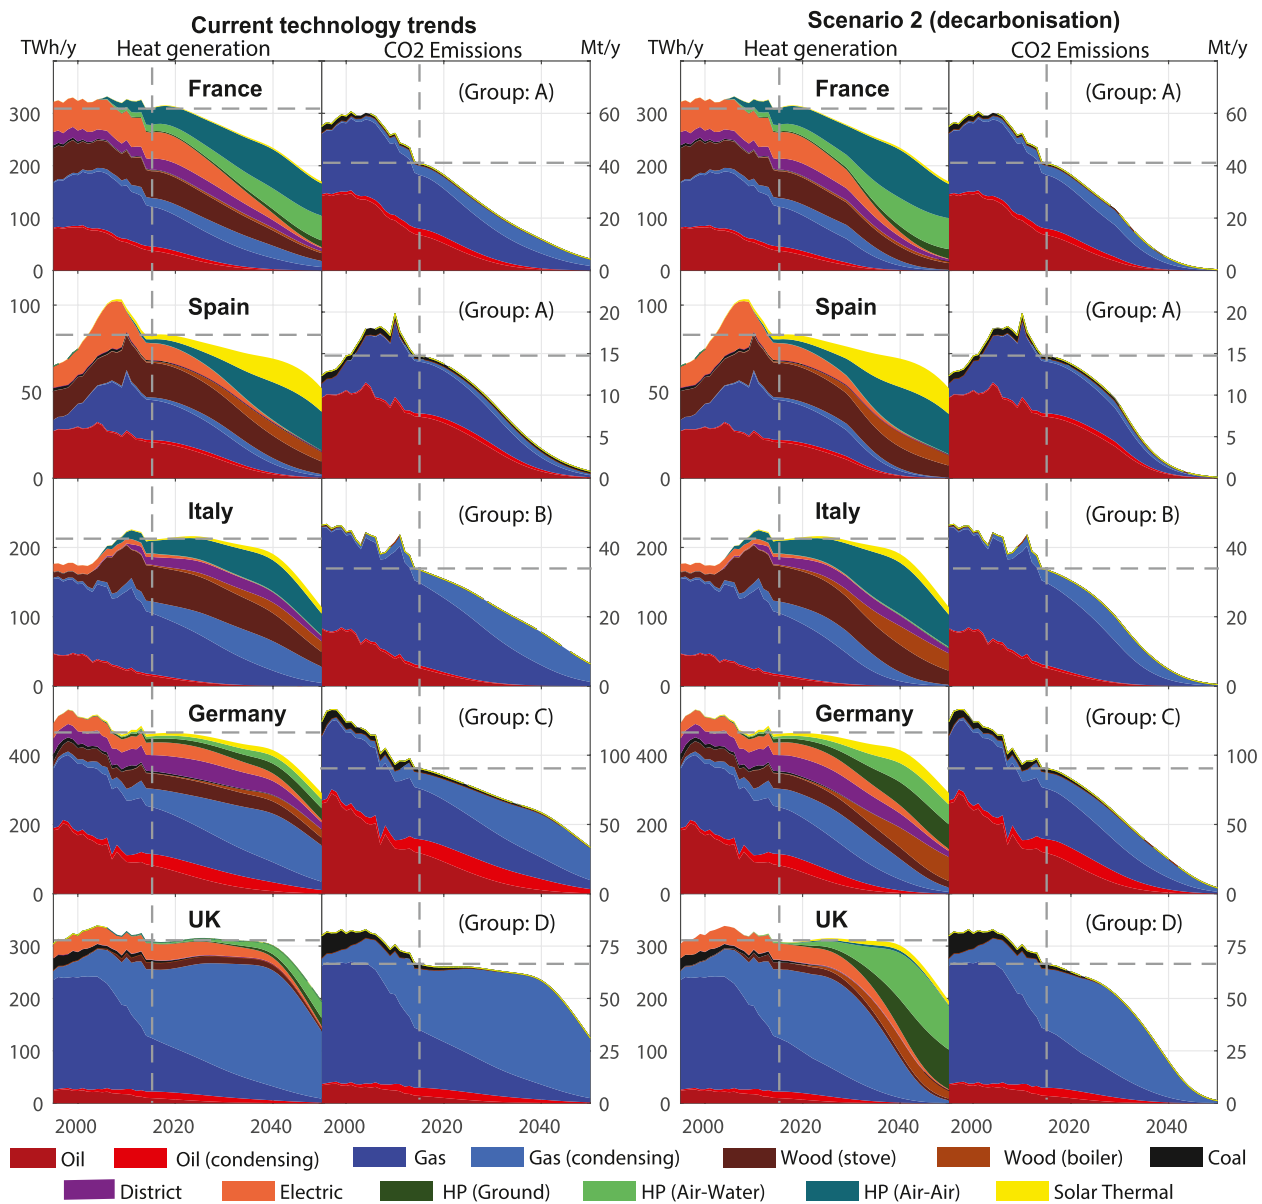 Current technology trends
Scenario 2 (decarbonisation)
TWh/y Heat generation CO2 Emissions Mt/y
TWh/y Heat generation CO2 Emissions Mt/y
France (Group: A)
France (Group: A)
300 60
200 40
100 20
0 0
300 60
200 40
100 20
0 0
Spain (Group: A)
Spain (Group: A)
100 20
15
50 10
5
0 0
100 20
15
50 10
5
0 0
Italy (Group: B)
Italy (Group: B)
200 40
100 20
0 0
200 40
100 20
0 0
Germany (Group: C)
Germany (Group: C)
400 100
200 50
0 0
400 100
200 50
0 0
UK (Group: D)
UK (Group: D)
300 75
200 50
100 25
0 0
300 75
200 50
100 25
0 0
2000 2020 2040 2000 2020 2040
2000 2020 2040 2000 2020 2040
Oil Oil (condensing) Gas Gas (condensing) Wood (stove) Wood (boiler) Coal
District Electric HP (Ground) HP (Air-Water) HP (Air-Air) Solar Thermal